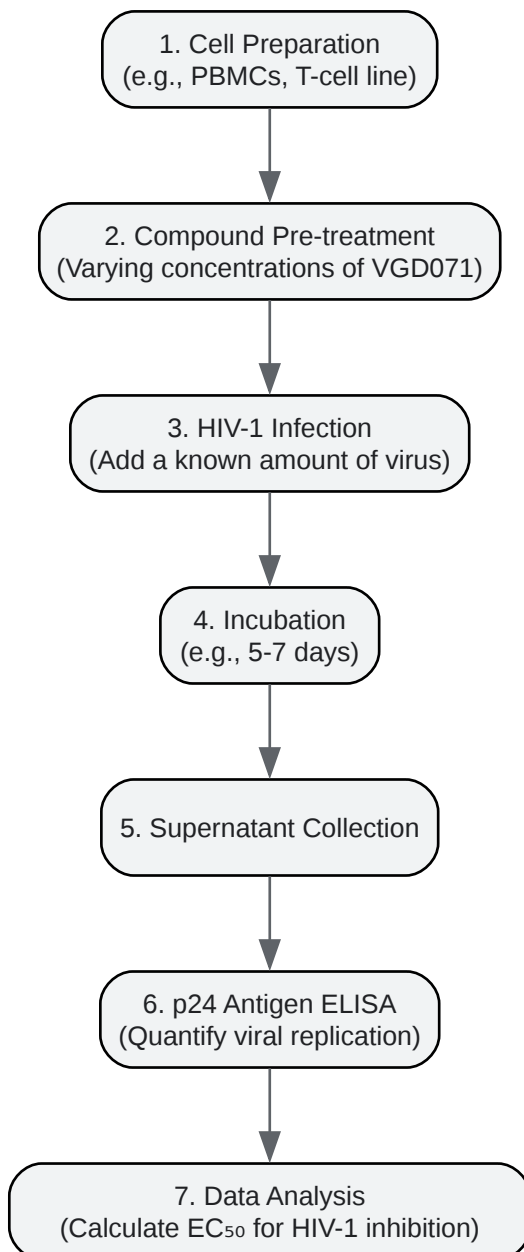 1. Cell Preparation
(e.g., PBMCs, T-cell line)
2. Compound Pre-treatment
(Varying concentrations of VGD071)
3. HIV-1 Infection
(Add a known amount of virus)
4. Incubation
(e.g., 5-7 days)
5. Supernatant Collection
6. p24 Antigen ELISA
(Quantify viral replication)
7. Data Analysis
(Calculate EC₅₀ for HIV-1 inhibition)